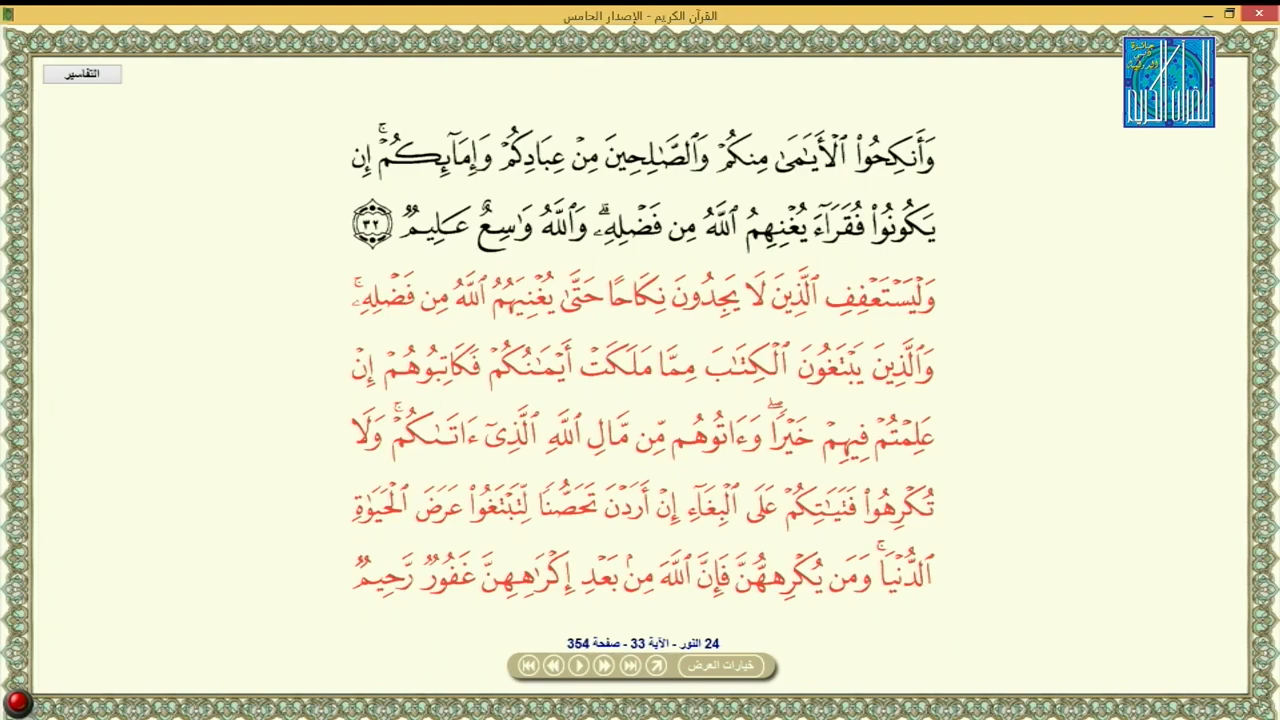 القرآن الكريم - الإصدار الخامس
التفاسير
القرآن الكريم
وَأَنكِحُوا۟ ٱلْأَيَـٰمَىٰ مِنكُمْ وَٱلصَّـٰلِحِينَ مِنْ عِبَادِكُمْ وَإِمَآئِكُمْ ۚ إِن
يَكُونُوا۟ فُقَرَآءَ يُغْنِهِمُ ٱللَّهُ مِن فَضْلِهِۦ ۗ وَٱللَّهُ وَٰسِعٌ عَلِيمٌ ٣٢
وَلْيَسْتَعْفِفِ ٱلَّذِينَ لَا يَجِدُونَ نِكَاحًا حَتَّىٰ يُغْنِيَهُمُ ٱللَّهُ مِن فَضْلِهِۦ ۗ
وَٱلَّذِينَ يَبْتَغُونَ ٱلْكِتَـٰبَ مِمَّا مَلَكَتْ أَيْمَـٰنُكُمْ فَكَاتِبُوهُمْ إِنْ
عَلِمْتُمْ فِيهِمْ خَيْرًا ۖ وَءَاتُوهُم مِّن مَّالِ ٱللَّهِ ٱلَّذِىٓ ءَاتَىٰكُمْ ۚ وَلَا
تُكْرِهُوا۟ فَتَيَـٰتِكُمْ عَلَى ٱلْبِغَآءِ إِنْ أَرَدْنَ تَحَصُّنًا لِّتَبْتَغُوا۟ عَرَضَ ٱلْحَيَوٰةِ
ٱلدُّنْيَا ۚ وَمَن يُكْرِههُّنَّ فَإِنَّ ٱللَّهَ مِنۢ بَعْدِ إِكْرَٰهِهِنَّ غَفُورٌ رَّحِيمٌ
24 النور - الآية 33 - صفحة 354
خيارات العرض